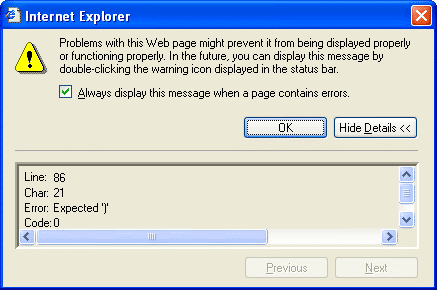 Internet Explorer
Problems with this Web page might prevent it from being displayed properly
or functioning properly. In the future, you can display this message by
double-clicking the warning icon displayed in the status bar.
Always display this message when a page contains errors.
OK
Hide Details <<
Line: 86
Char: 21
Error: Expected ')'
Code: 0
Previous
Next